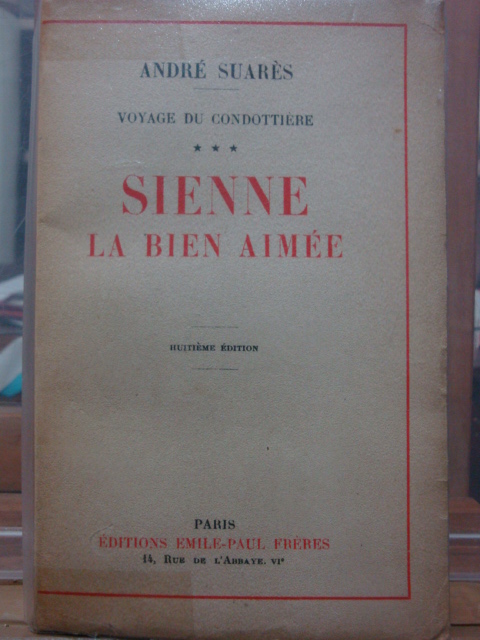 ANDRÉ SUARÈS
VOYAGE DU CONDOTTIÈRE
★ ★ ★
SIENNE
LA BIEN AIMÉE
HUITIÈME ÉDITION
PARIS
ÉDITIONS EMILE-PAUL FRÈRES
14, RUE DE L'ABBAYE. VIe